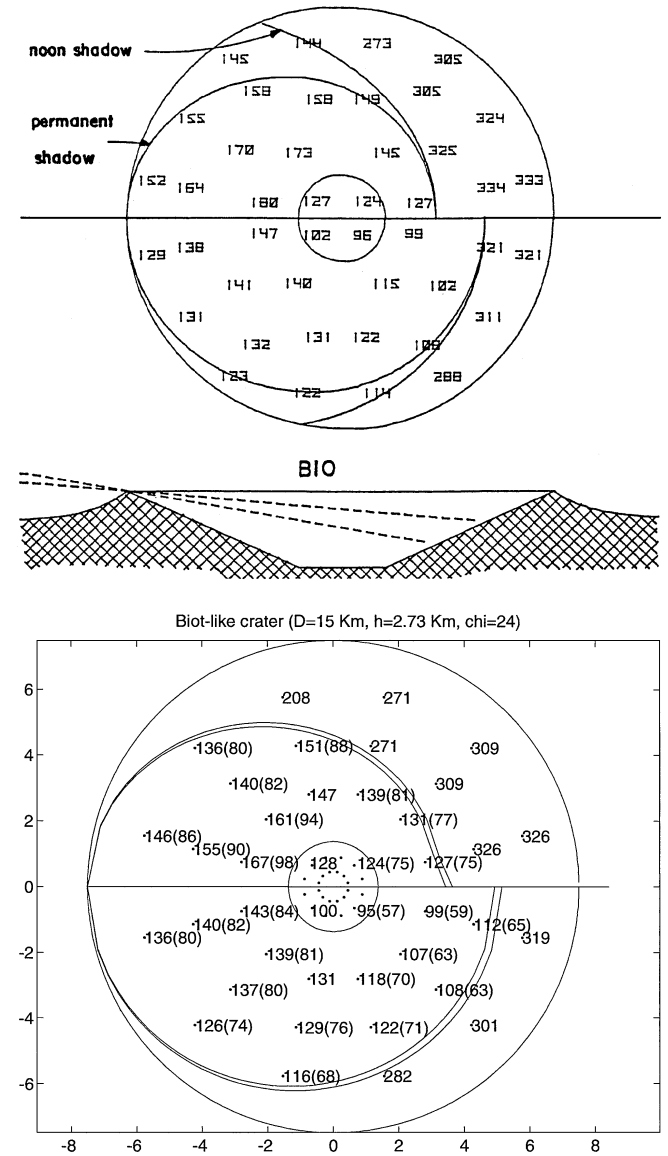 144 273
noon shadow
145 305
158 158 149 305
permanent
155 324
shadow
170 173 145 325
152 164 334 333
180 127 124 127
147 102 96 99
129 138 321 321
141 140 115 102
131 311
132 131 122 108
123 288
122 114
BIO
Biot-like crater (D=15 Km, h=2.73 Km, chi=24)
6
208 271
4
136(80) 151(88) 271 309
140(82) 147 139(81) 309
2
161(94) 131(77)
146(86) 155(90) 326 326
167(98) 128 124(75) 127(75)
0
143(84) 100 95(57) 99(59)
136(80) 140(82) 112(65) 319
-2
139(81) 107(63)
137(80) 131 118(70) 108(63)
-4
126(74) 129(76) 122(71) 301
116(68) 282
-6
-8 -6 -4 -2 0 2 4 6 8